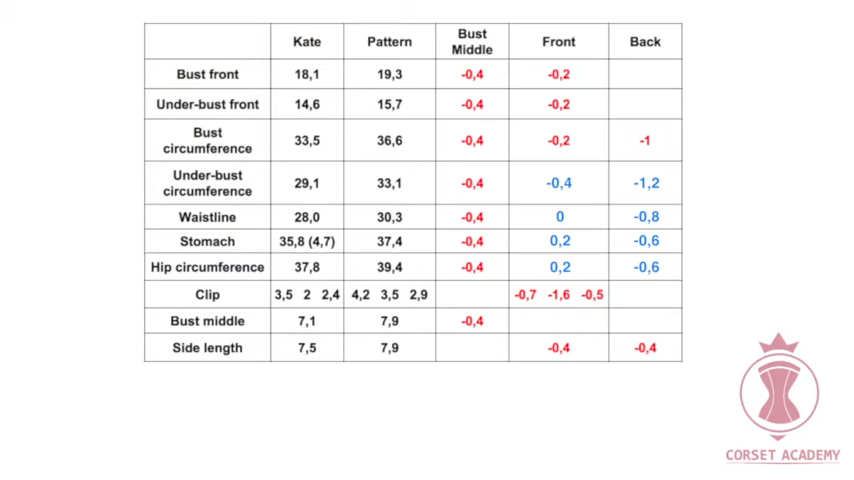 Kate Pattern Bust Middle Front Back
Bust front 18,1 19,3 -0,4 -0,2
Under-bust front 14,6 15,7 -0,4 -0,2
Bust circumference 33,5 36,6 -0,4 -0,2 -1
Under-bust circumference 29,1 33,1 -0,4 -0,4 -1,2
Waistline 28,0 30,3 -0,4 0 -0,8
Stomach 35,8 (4,7) 37,4 -0,4 0,2 -0,6
Hip circumference 37,8 39,4 -0,4 0,2 -0,6
Clip 3,5 2 2,4 4,2 3,5 2,9 -0,7 -1,6 -0,5
Bust middle 7,1 7,9 -0,4
Side length 7,5 7,9 -0,4 -0,4
CORSET ACADEMY